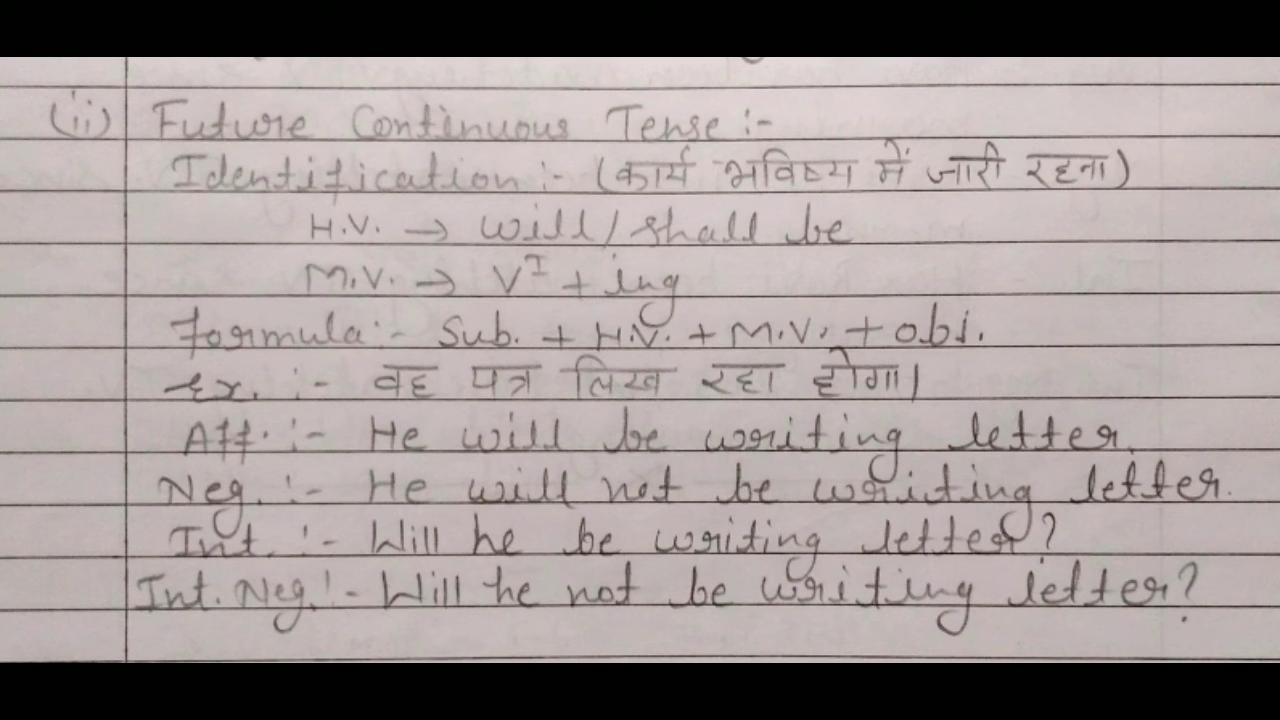 (ii) Future Continuous Tense :-
Identification :- (कार्य भविष्य में जारी रहना)
H.V. → will/shall be
M.V. → V^I + ing
formula :- Sub. + H.V. + M.V. + obj.
Ex. :- वह पत्र लिख रहा होगा।
Aff. :- He will be writing letter.
Neg. :- He will not be writing letter.
Int. :- Will he be writing letter?
Int. Neg. :- Will he not be writing letter?